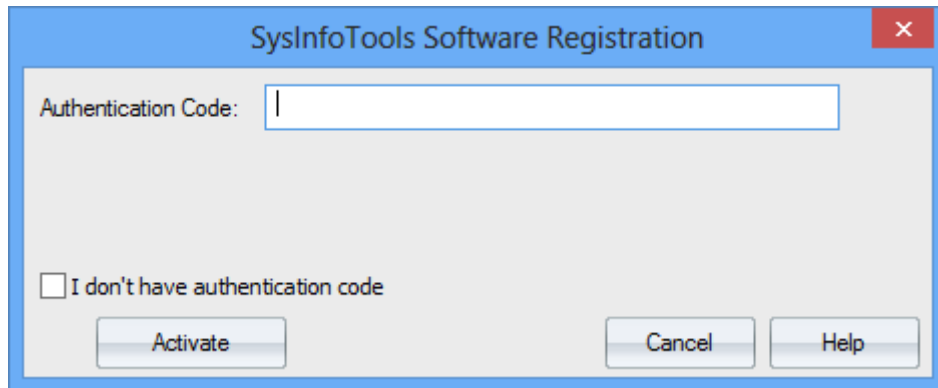 SysInfoTools Software Registration
Authentication Code:
I don't have authentication code
Activate Cancel Help